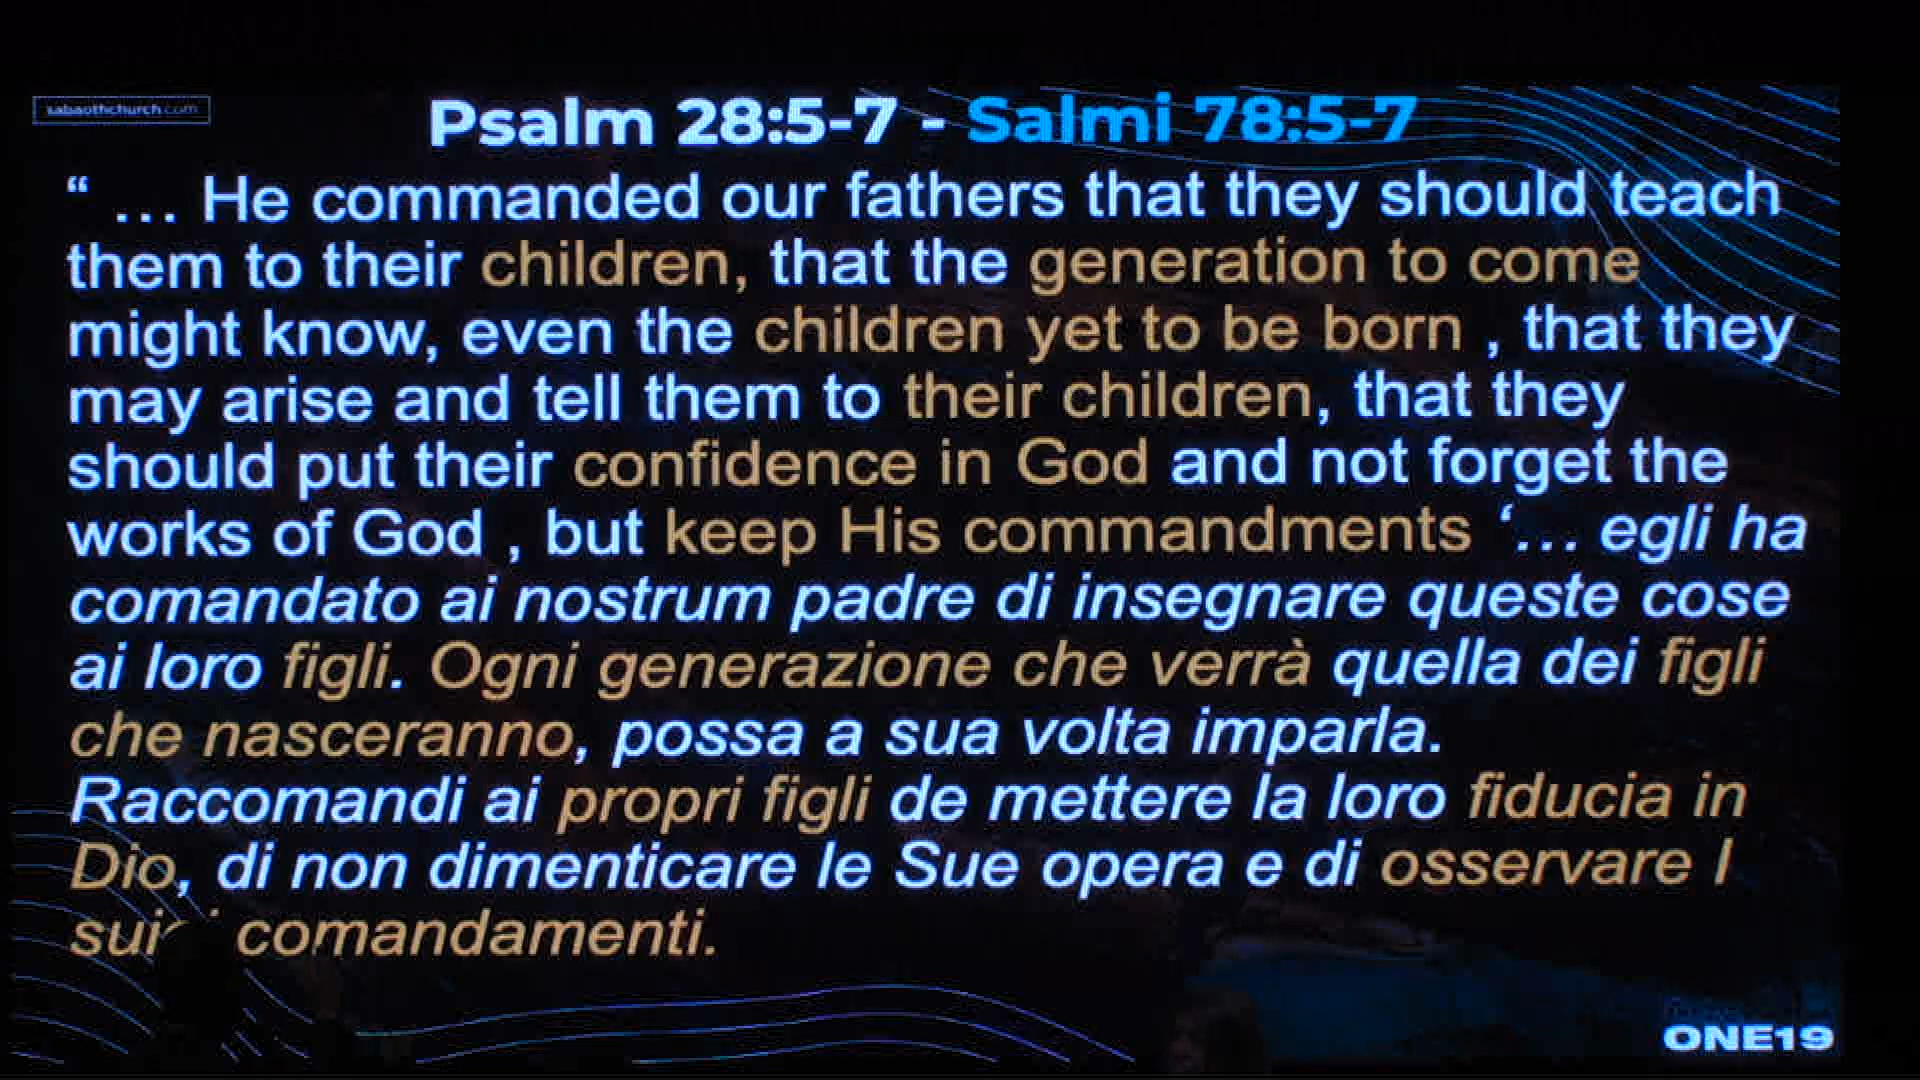 sabaothchurch.com
Psalm 28:5-7 - Salmi 78:5-7
“ ... He commanded our fathers that they should teach
them to their children, that the generation to come
might know, even the children yet to be born , that they
may arise and tell them to their children, that they
should put their confidence in God and not forget the
works of God , but keep His commandments ‘... egli ha
comandato ai nostrum padre di insegnare queste cose
ai loro figli. Ogni generazione che verrà quella dei figli
che nasceranno, possa a sua volta imparla.
Raccomandi ai propri figli de mettere la loro fiducia in
Dio, di non dimenticare le Sue opera e di osservare I
sui comandamenti.
ONE19